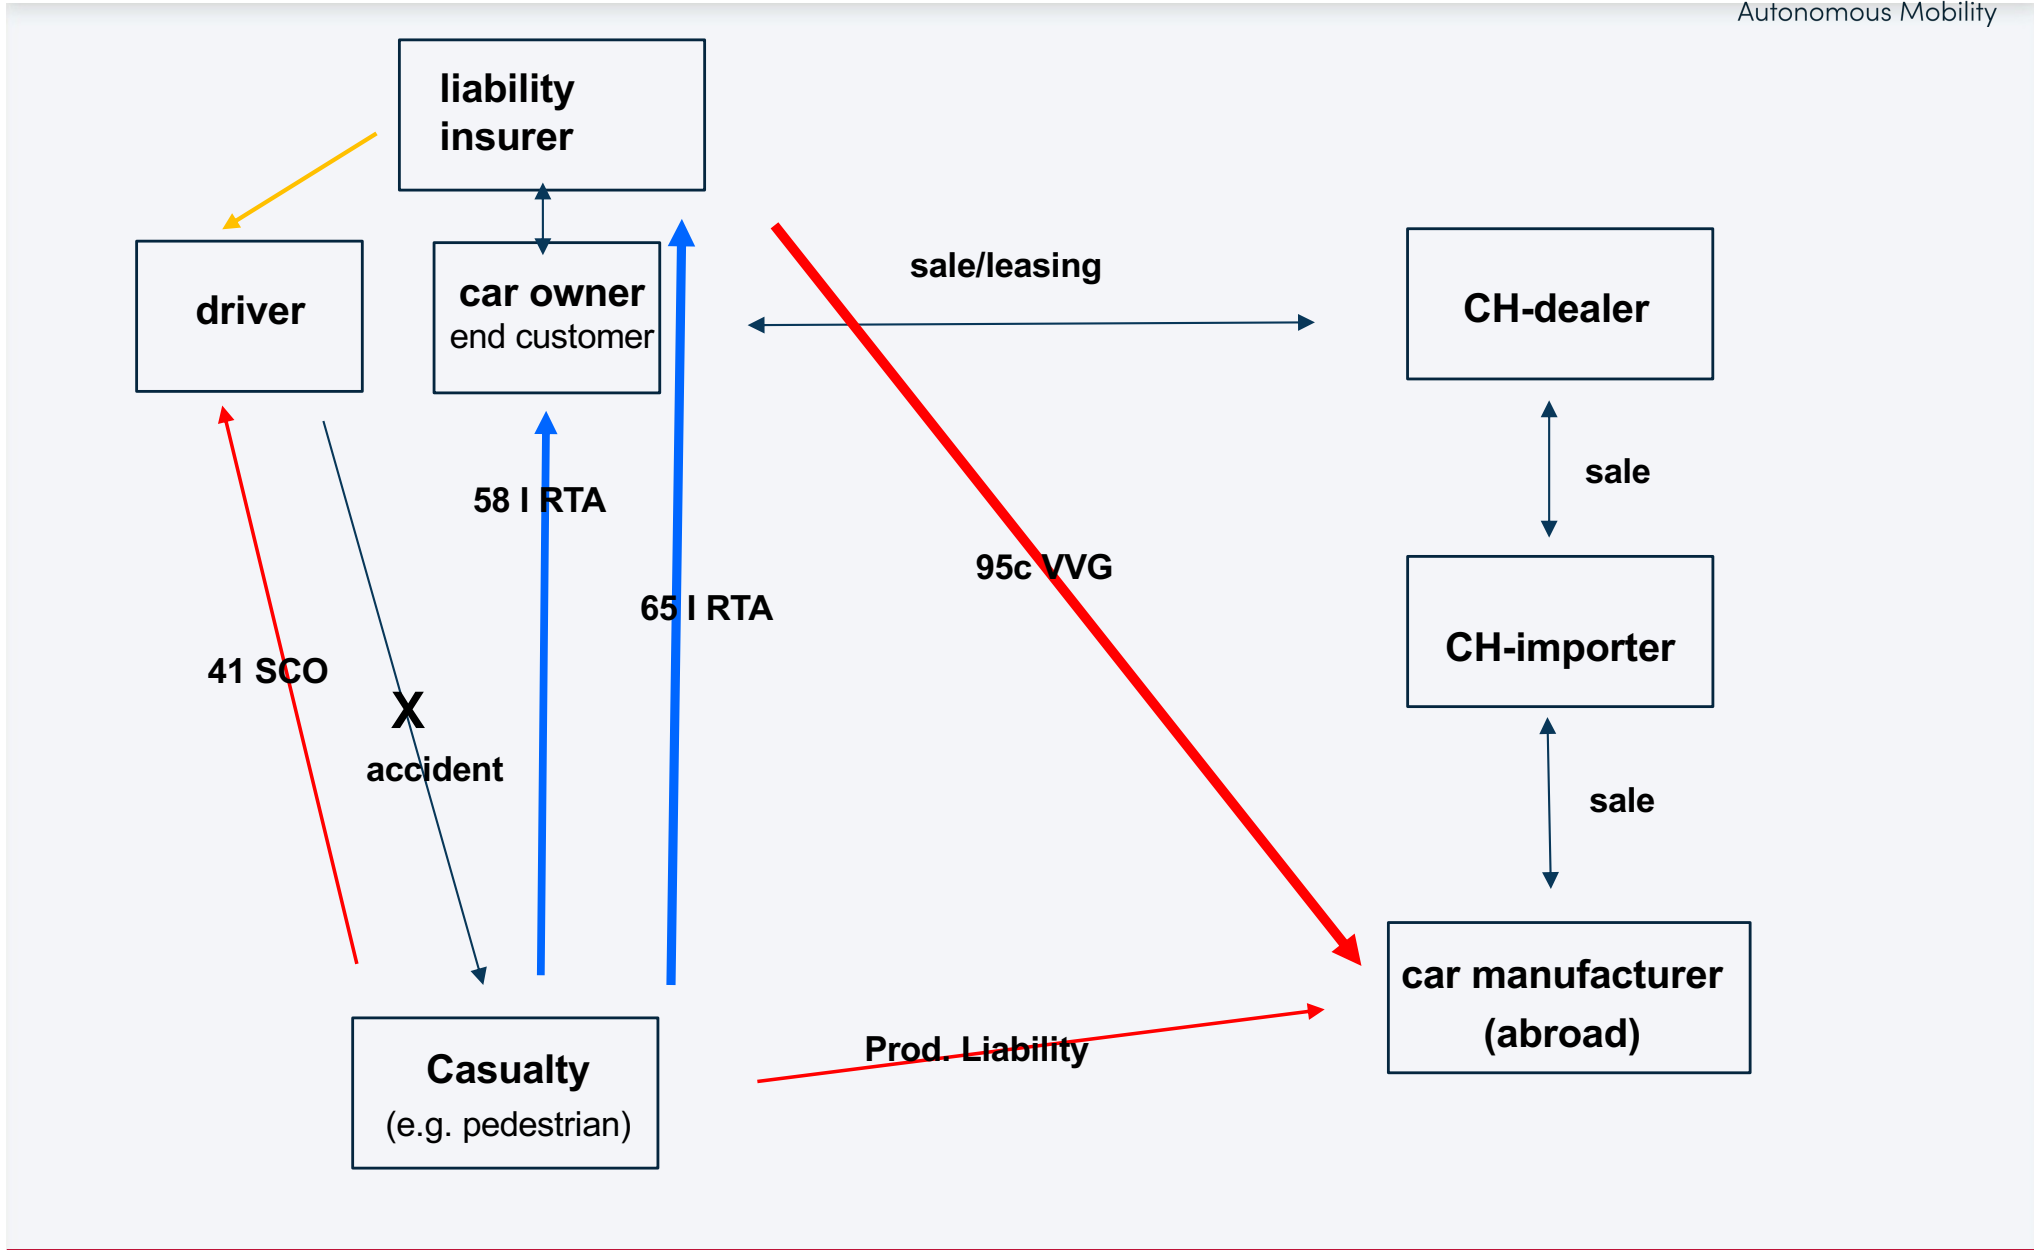 Autonomous Mobility
liability
insurer
driver
car owner
end customer
sale/leasing
CH-dealer
58 I RTA
sale
95c VVG
65 I RTA
41 SCO
CH-importer
X
accident
sale
car manufacturer
(abroad)
Prod. Liability
Casualty
(e.g. pedestrian)